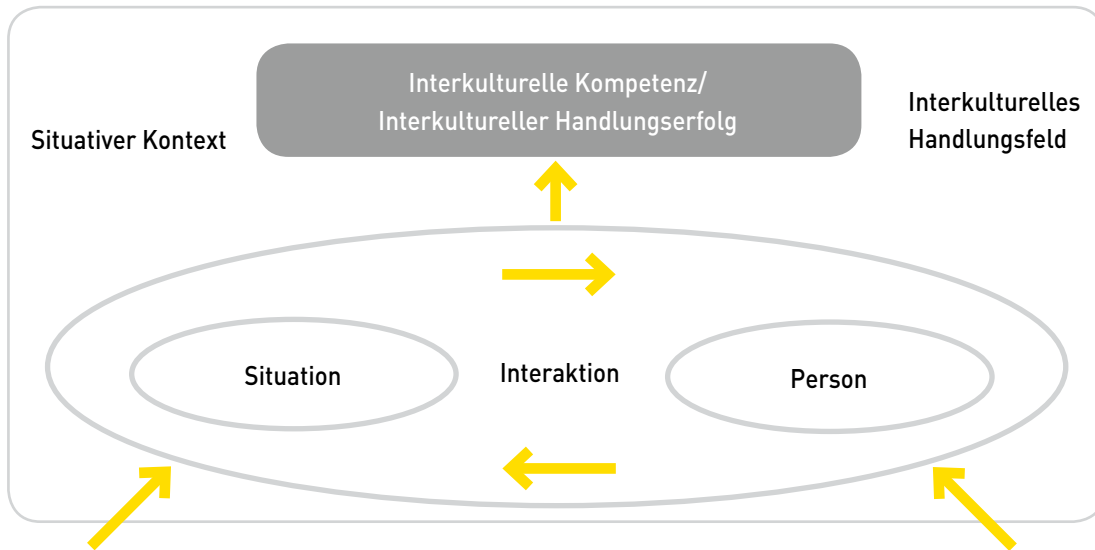 Interkulturelle Kompetenz/
Interkultureller Handlungserfolg
Situativer Kontext
Interkulturelles
Handlungsfeld
Situation
Interaktion
Person